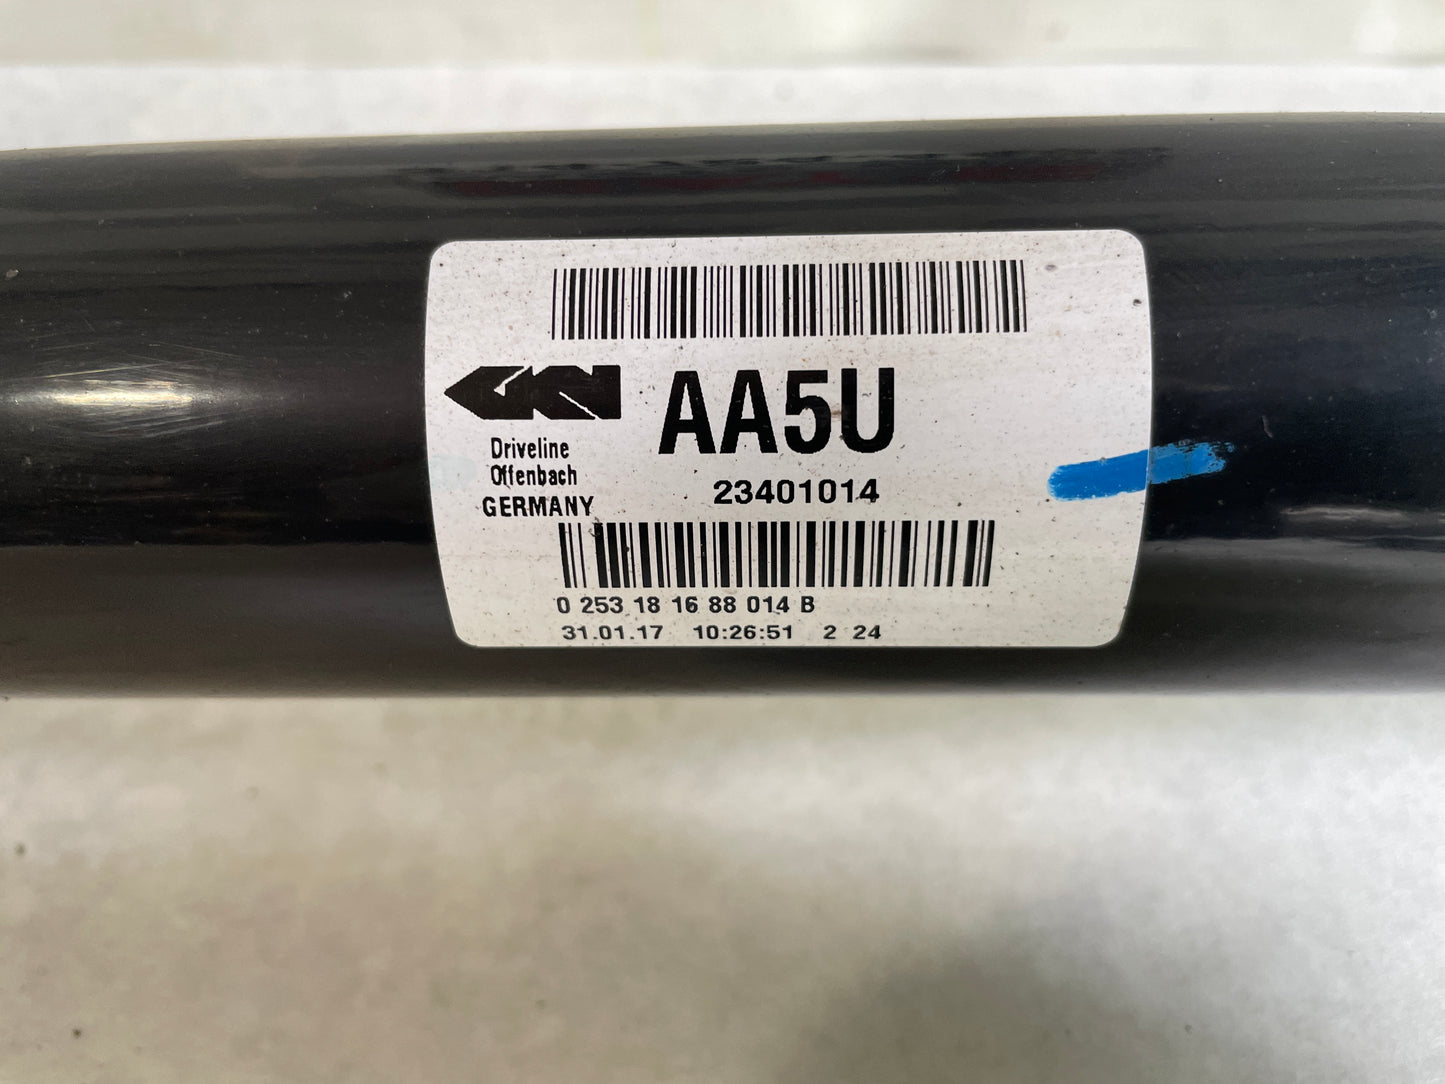 GKN
AA5U
Driveline
Offenbach
GERMANY
23401014
0 253 18 16 88 014 B
31.01.17 10:26:51 2 24